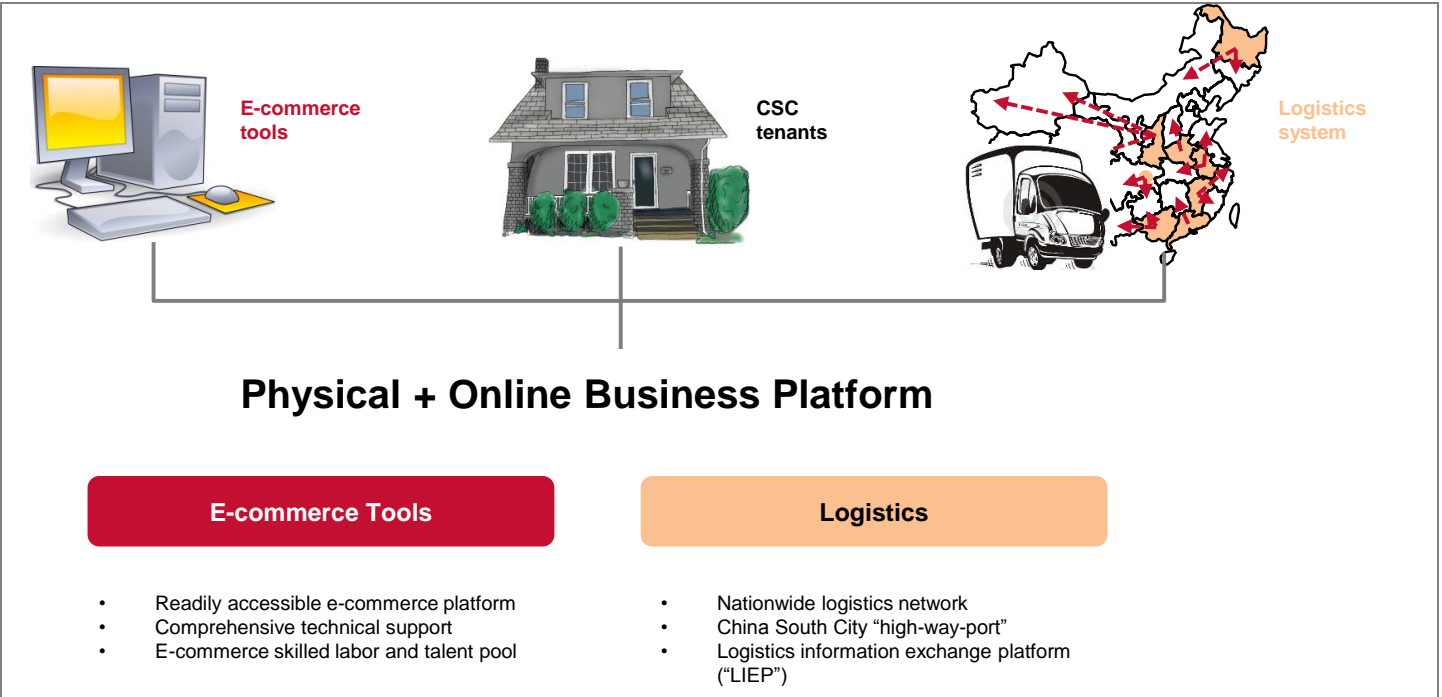 E-commerce
tools
CSC
tenants
Logistics
system
Physical + Online Business Platform
E-commerce Tools
Logistics
• Readily accessible e-commerce platform
• Comprehensive technical support
• E-commerce skilled labor and talent pool
• Nationwide logistics network
• China South City “high-way-port”
• Logistics information exchange platform
(“LIEP”)